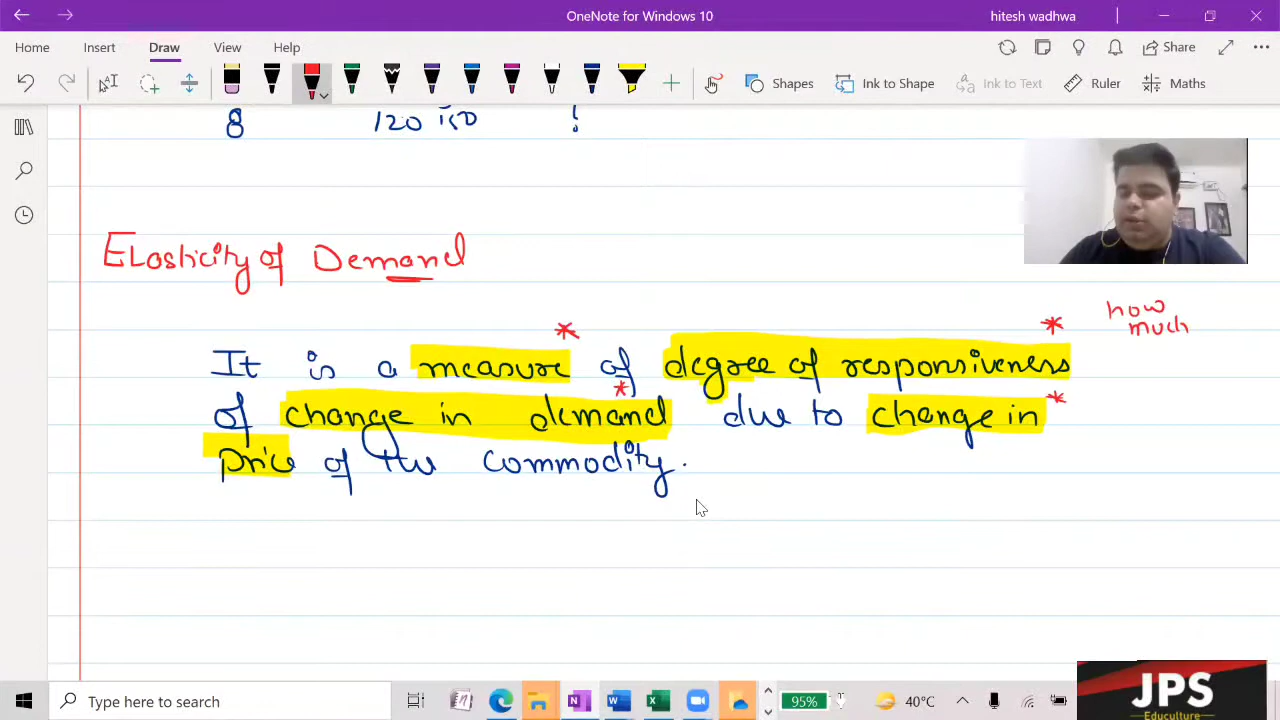 OneNote for Windows 10
hitesh wadhwa
Home Insert Draw View Help
Share
Shapes Ink to Shape Ink to Text Ruler Maths
8 120
Elasticity of Demand
how
much
It is a measure of degree of responsiveness
of change in demand due to change in
price of the commodity.
JPS
Educulture
Type here to search
95%
40°C